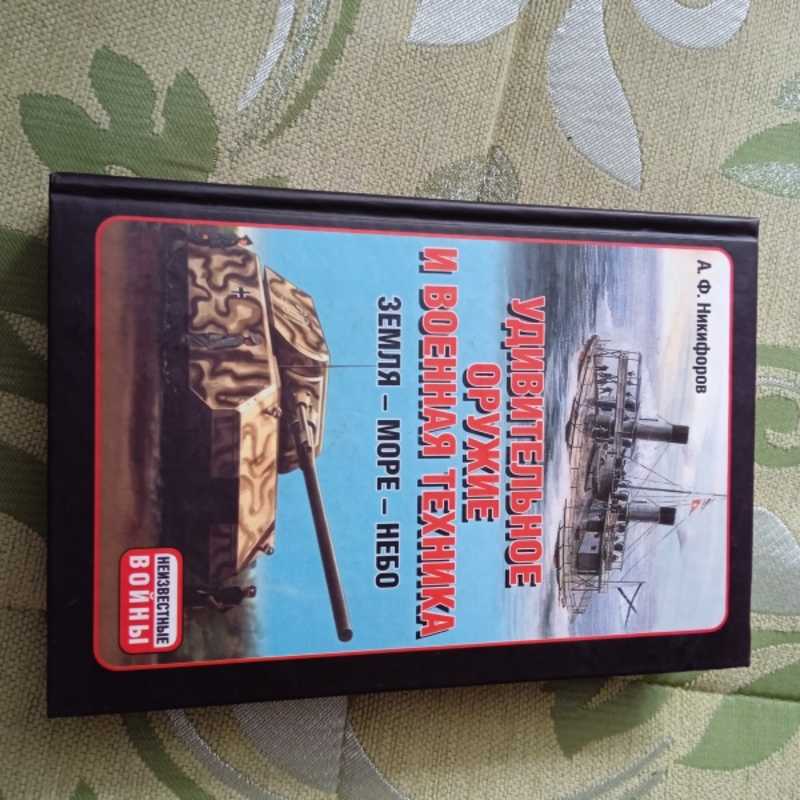 А. Ф. Никифоров
УДИВИТЕЛЬНОЕ
ОРУЖИЕ
И ВОЕННАЯ ТЕХНИКА
ЗЕМЛЯ – МОРЕ – НЕБО
НЕИЗВЕСТНЫЕ
ВОЙНЫ